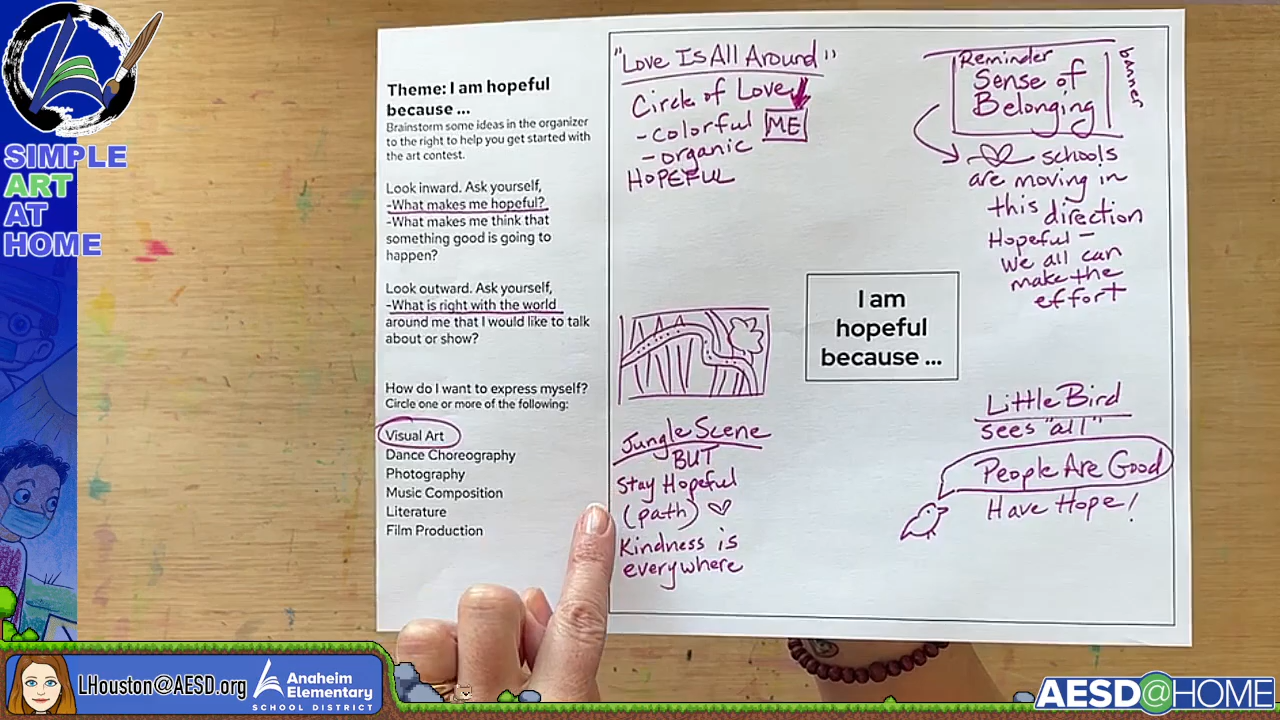 SIMPLE
ART
AT
HOME
Theme: I am hopeful
because ...
Brainstorm some ideas in the organizer
to the right to help you get started with
the art contest.
Look inward. Ask yourself,
-What makes me hopeful?
-What makes me think that
something good is going to
happen?
Look outward. Ask yourself,
-What is right with the world
around me that I would like to talk
about or show?
How do I want to express myself?
Circle one or more of the following:
Visual Art
Dance Choreography
Photography
Music Composition
Literature
Film Production
"Love Is All Around"
Circle of Love
-colorful ME
-organic
HOPEFUL
Reminder
Sense of
Belonging
banner
- schools
are moving in
this direction
Hopeful -
we all can
make the
effort
I am
hopeful
because ...
Jungle Scene
BUT
Stay Hopeful
(path)
Kindness is
everywhere
Little Bird
sees "all"
People Are Good
Have Hope!
LHouston@AESD.org
Anaheim
Elementary
SCHOOL DISTRICT
AESD@HOME